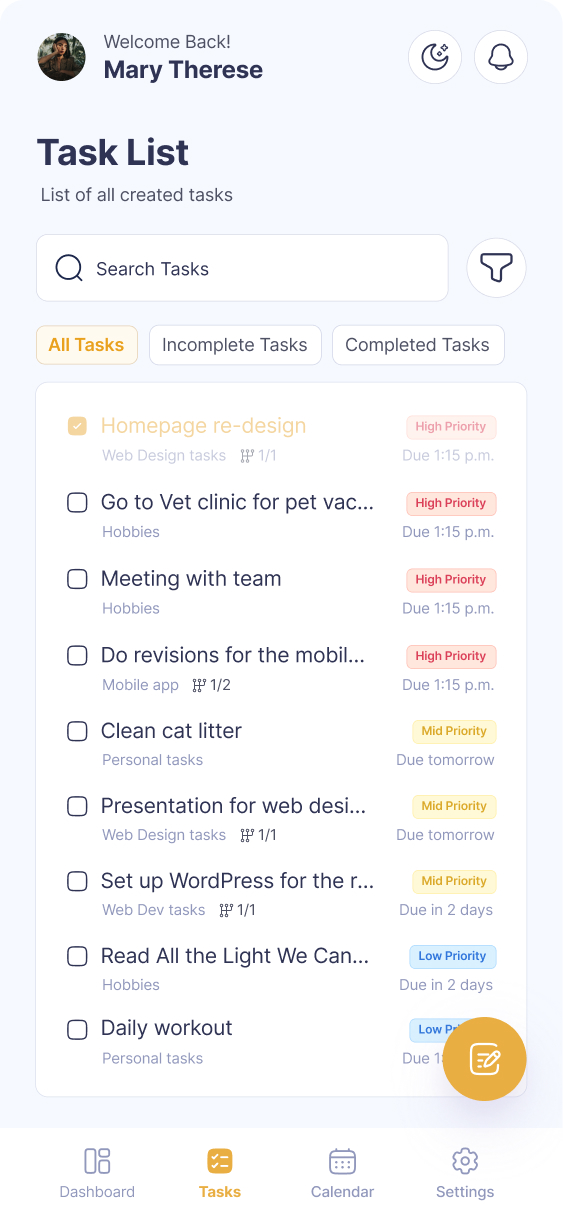 Welcome Back!
Mary Therese
Task List
List of all created tasks
Search Tasks
All Tasks Incomplete Tasks Completed Tasks
Homepage re-design High Priority
Web Design tasks 1/1 Due 1:15 p.m.
Go to Vet clinic for pet vac... High Priority
Hobbies Due 1:15 p.m.
Meeting with team High Priority
Hobbies Due 1:15 p.m.
Do revisions for the mobil... High Priority
Mobile app 1/2 Due 1:15 p.m.
Clean cat litter Mid Priority
Personal tasks Due tomorrow
Presentation for web desi... Mid Priority
Web Design tasks 1/1 Due tomorrow
Set up WordPress for the r... Mid Priority
Web Dev tasks 1/1 Due in 2 days
Read All the Light We Can... Low Priority
Hobbies Due in 2 days
Daily workout Low
Personal tasks Due
Dashboard Tasks Calendar Settings